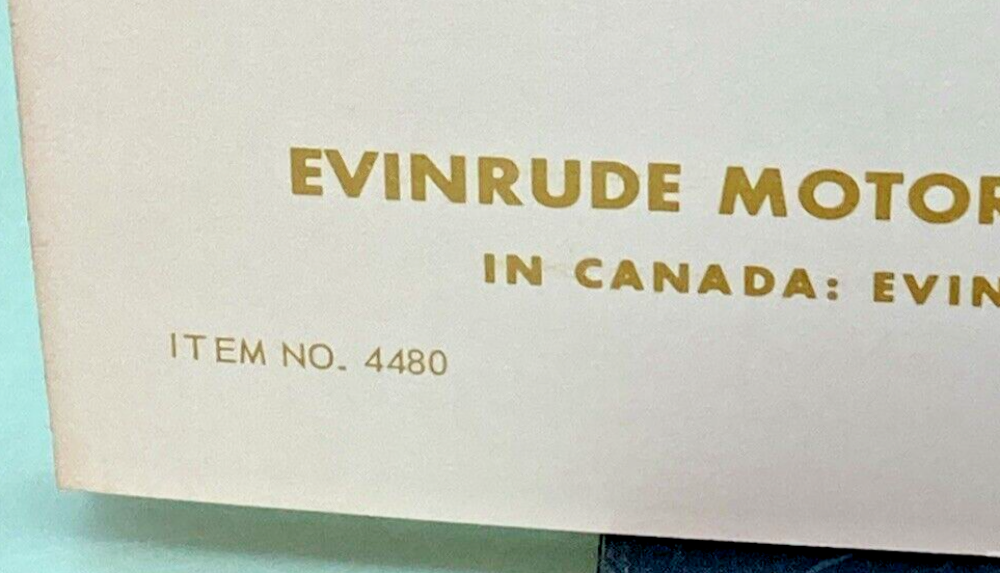 EVINRUDE MOTOR
IN CANADA: EVIN
ITEM NO. 4480